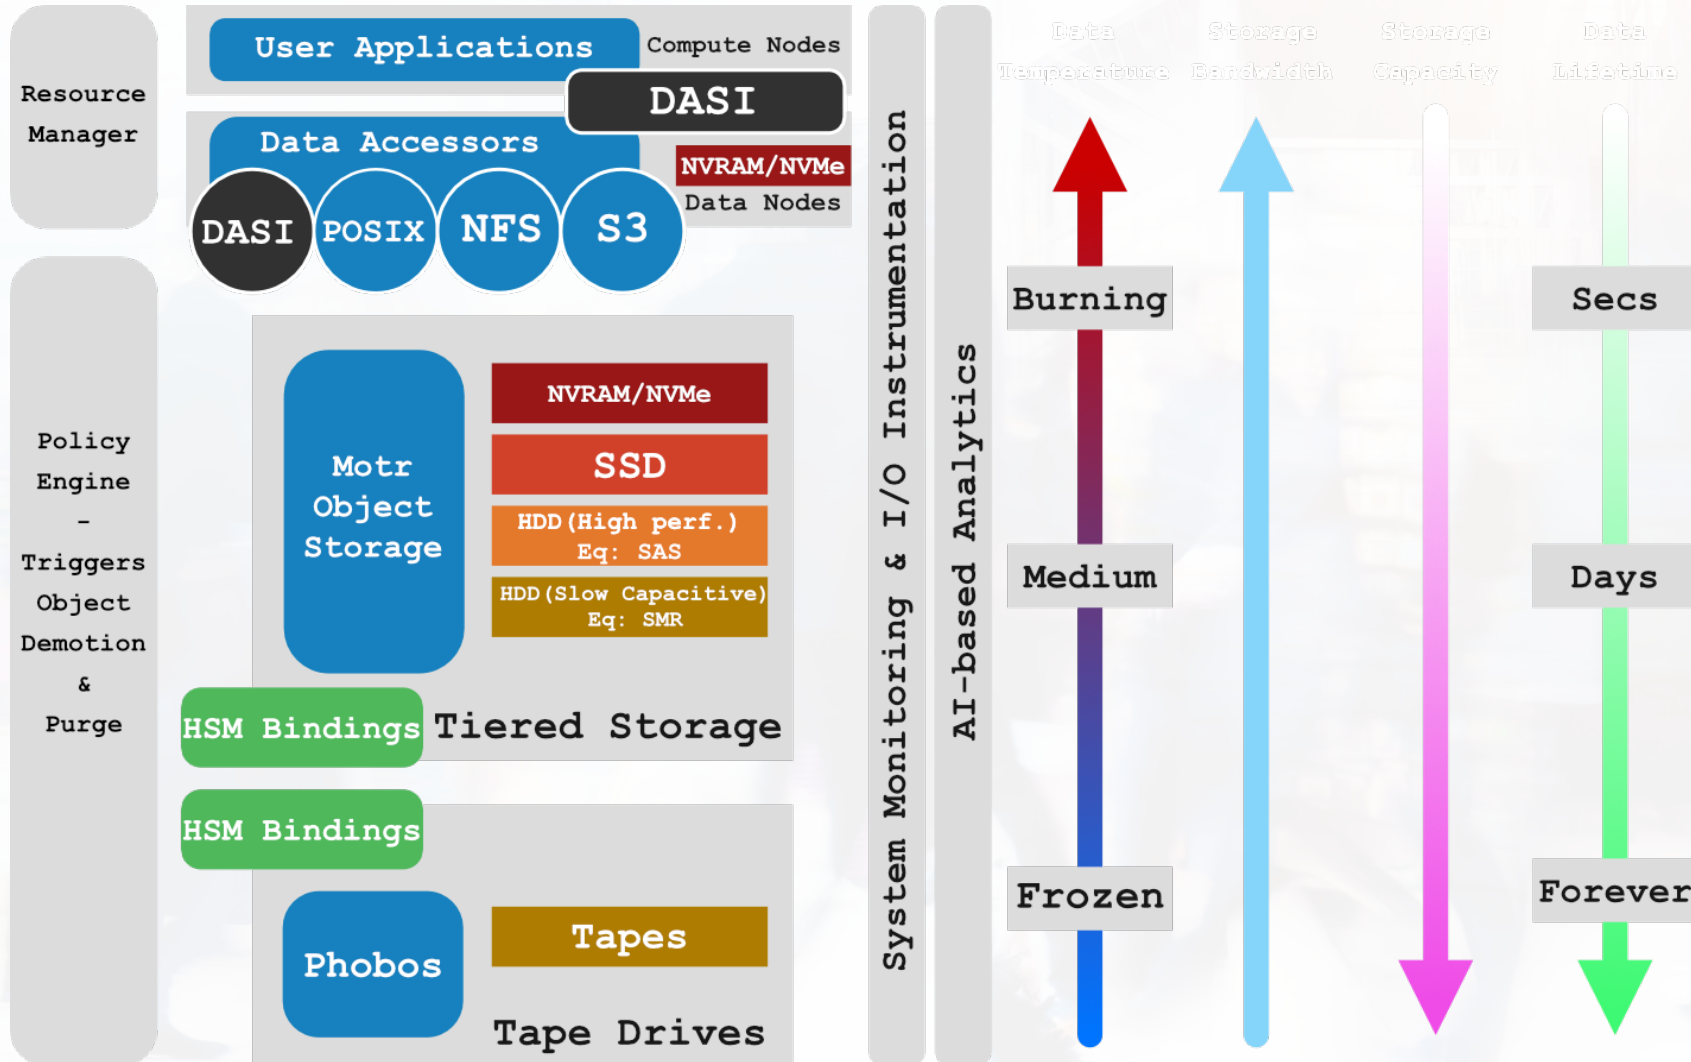 Resource
Manager
Policy
Engine
-
Triggers
Object
Demotion
&
Purge
User Applications
Compute Nodes
DASI
Data Accessors
NVRAM/NVMe
Data Nodes
DASI
POSIX
NFS
S3
Motr
Object
Storage
NVRAM/NVMe
SSD
HDD(High perf.)
Eq: SAS
HDD(Slow Capacitive)
Eq: SMR
HSM Bindings
Tiered Storage
HSM Bindings
Phobos
Tapes
Tape Drives
System Monitoring & I/O Instrumentation
AI-based Analytics
Data
Temperature
Storage
Bandwidth
Storage
Capacity
Data
Lifetime
Burning
Medium
Frozen
Secs
Days
Forever